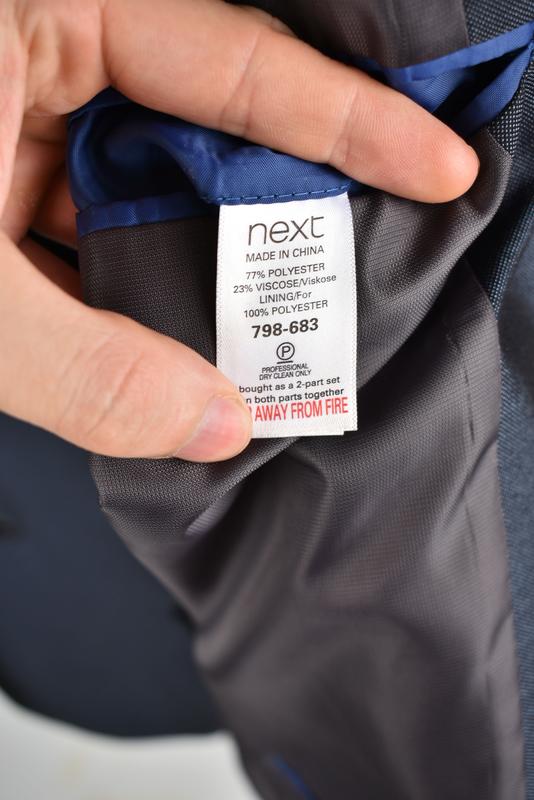 next
MADE IN CHINA
77% POLYESTER
23% VISCOSE/Viskose
LINING/For
100% POLYESTER
798-683
P
PROFESSIONAL
DRY CLEAN ONLY
bought as a 2-part set
both parts together
AWAY FROM FIRE